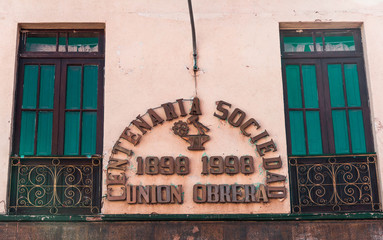 CENTENARIA SOCIEDAD
1898 1998
UNION OBRERA